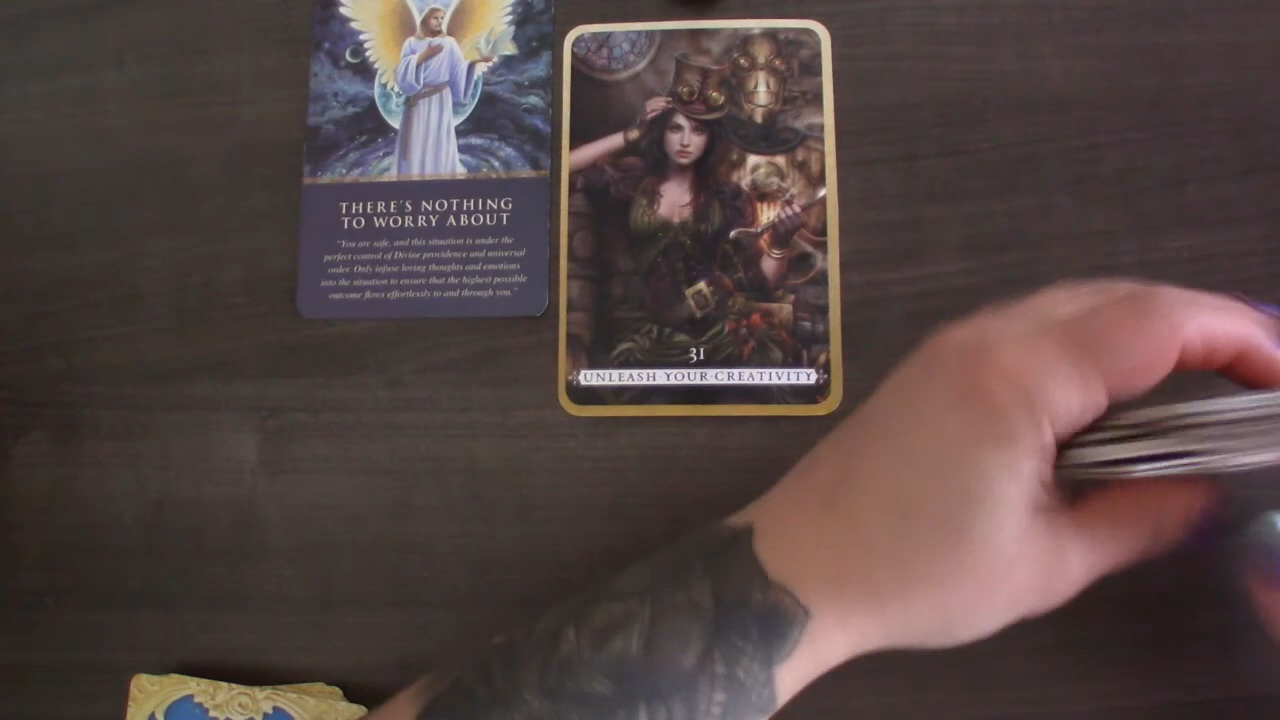 THERE'S NOTHING
TO WORRY ABOUT
"You are safe, and this situation is under the
perfect control of Divine providence and universal
order. Only infuse loving thoughts and emotions
into the situation to ensure that the highest possible
outcome flows effortlessly to and through you."
31
UNLEASH·YOUR·CREATIVITY